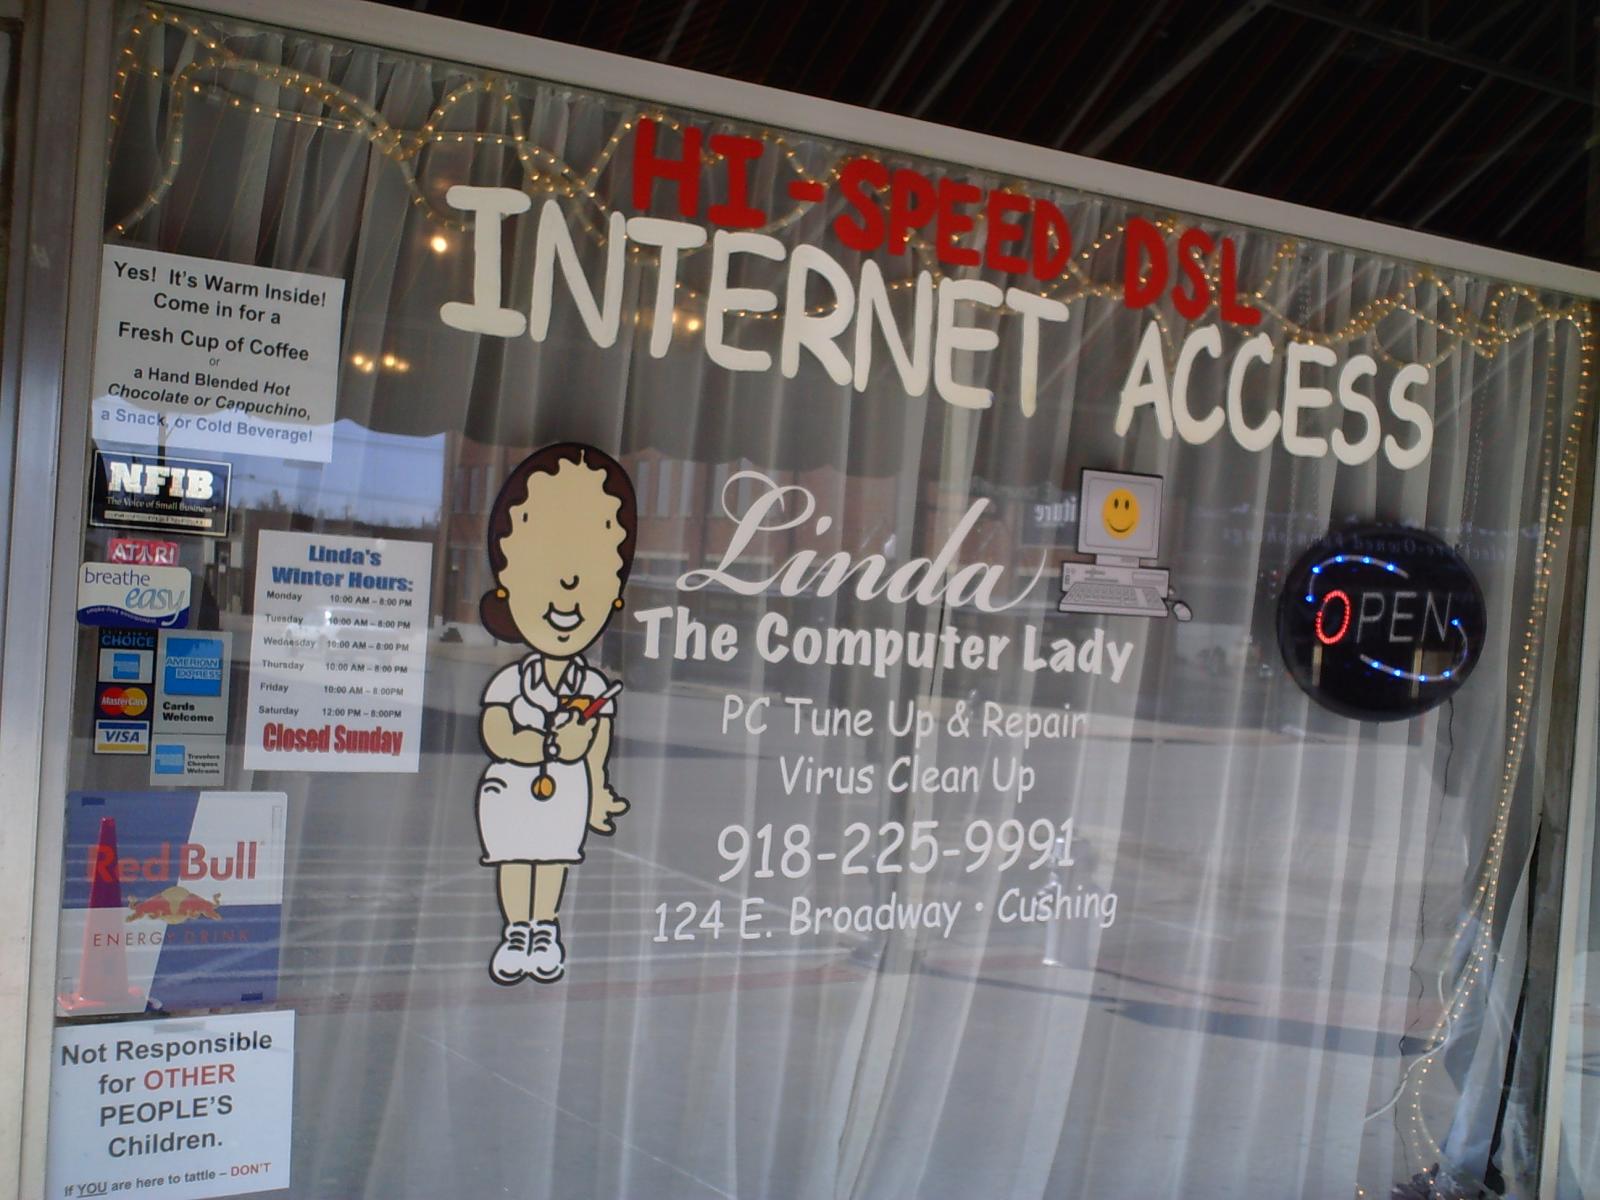 HI-SPEED DSL
INTERNET ACCESS
Yes! It's Warm Inside!
Come in for a
Fresh Cup of Coffee
or
a Hand Blended Hot
Chocolate or Cappuchino,
a Snack, or Cold Beverage!
NFIB
The Voice of Small Business
ATARI
breathe
easy
CHOICE
AMERICAN
EXPRESS
MasterCard
Cards
Welcome
VISA
Travelers
Cheques
Welcome
Linda's
Winter Hours:
Monday 10:00 AM – 8:00 PM
Tuesday 10:00 AM – 8:00 PM
Wednesday 10:00 AM – 8:00 PM
Thursday 10:00 AM – 8:00 PM
Friday 10:00 AM – 8:00PM
Saturday 12:00 PM – 8:00PM
Closed Sunday
Linda
The Computer Lady
PC Tune Up & Repair
Virus Clean Up
918-225-9991
124 E. Broadway • Cushing
OPEN
Red Bull
ENERGY DRINK
Not Responsible
for OTHER
PEOPLE'S
Children.
If YOU are here to tattle – DON'T